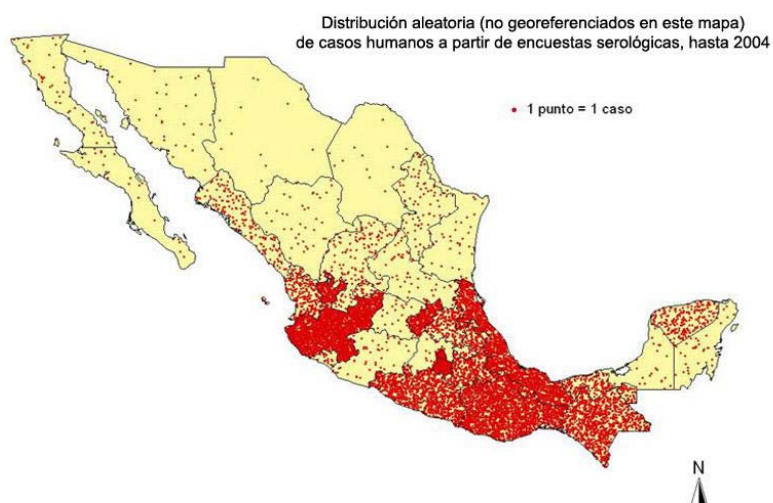 Distribución aleatoria (no georeferenciados en este mapa)
de casos humanos a partir de encuestas serológicas, hasta 2004
1 punto = 1 caso
N